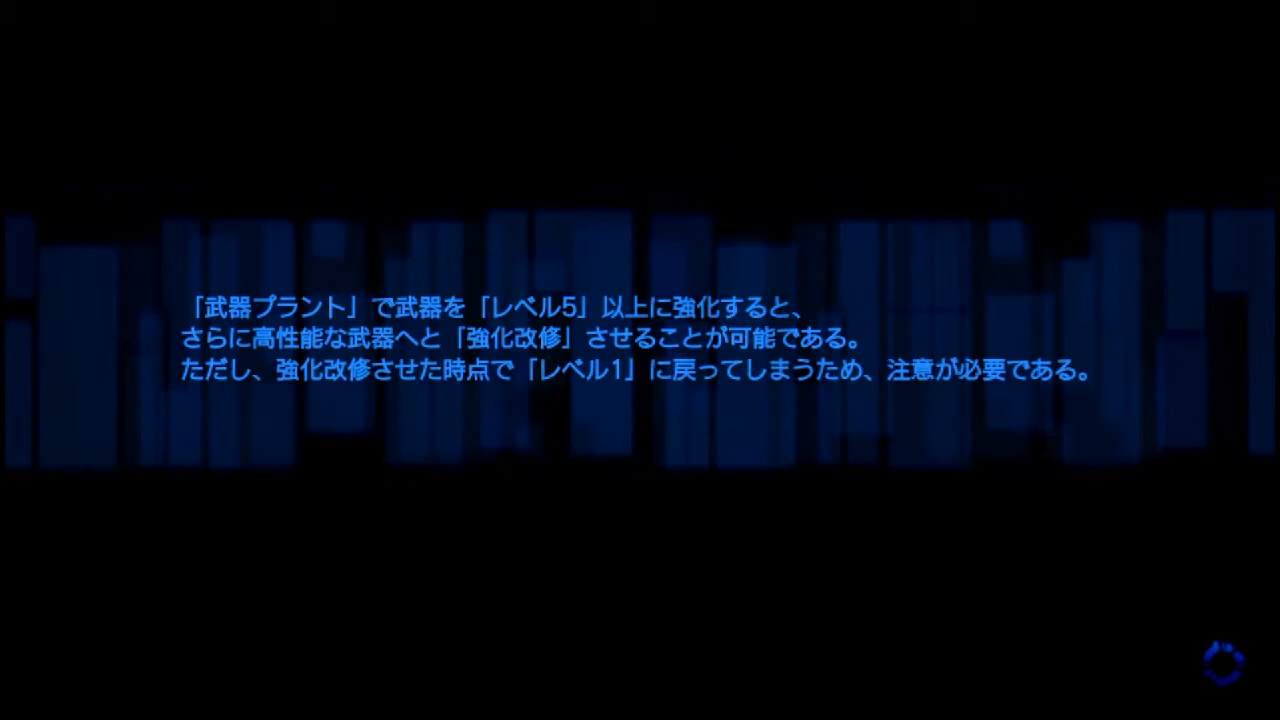 「武器プラント」で武器を「レベル5」以上に強化すると、
さらに高性能な武器へと「強化改修」させることが可能である。
ただし、強化改修させた時点で「レベル1」に戻ってしまうため、注意が必要である。